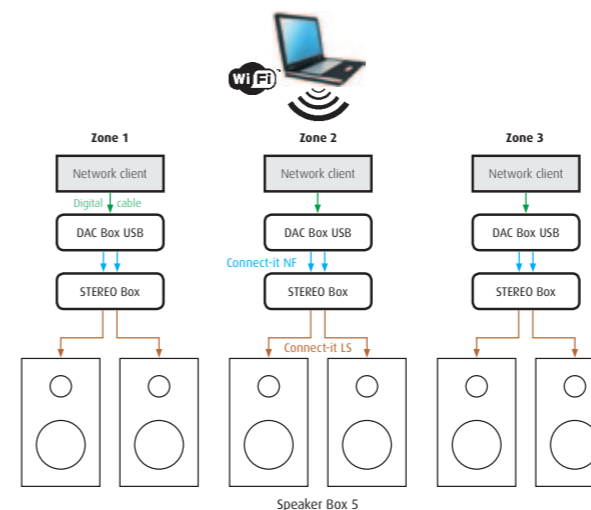 Wi Fi
Zone 1 Zone 2 Zone 3
Network client Network client Network client
Digital cable
DAC Box USB DAC Box USB DAC Box USB
Connect-it NF
STEREO Box STEREO Box STEREO Box
Connect-it LS
Speaker Box 5